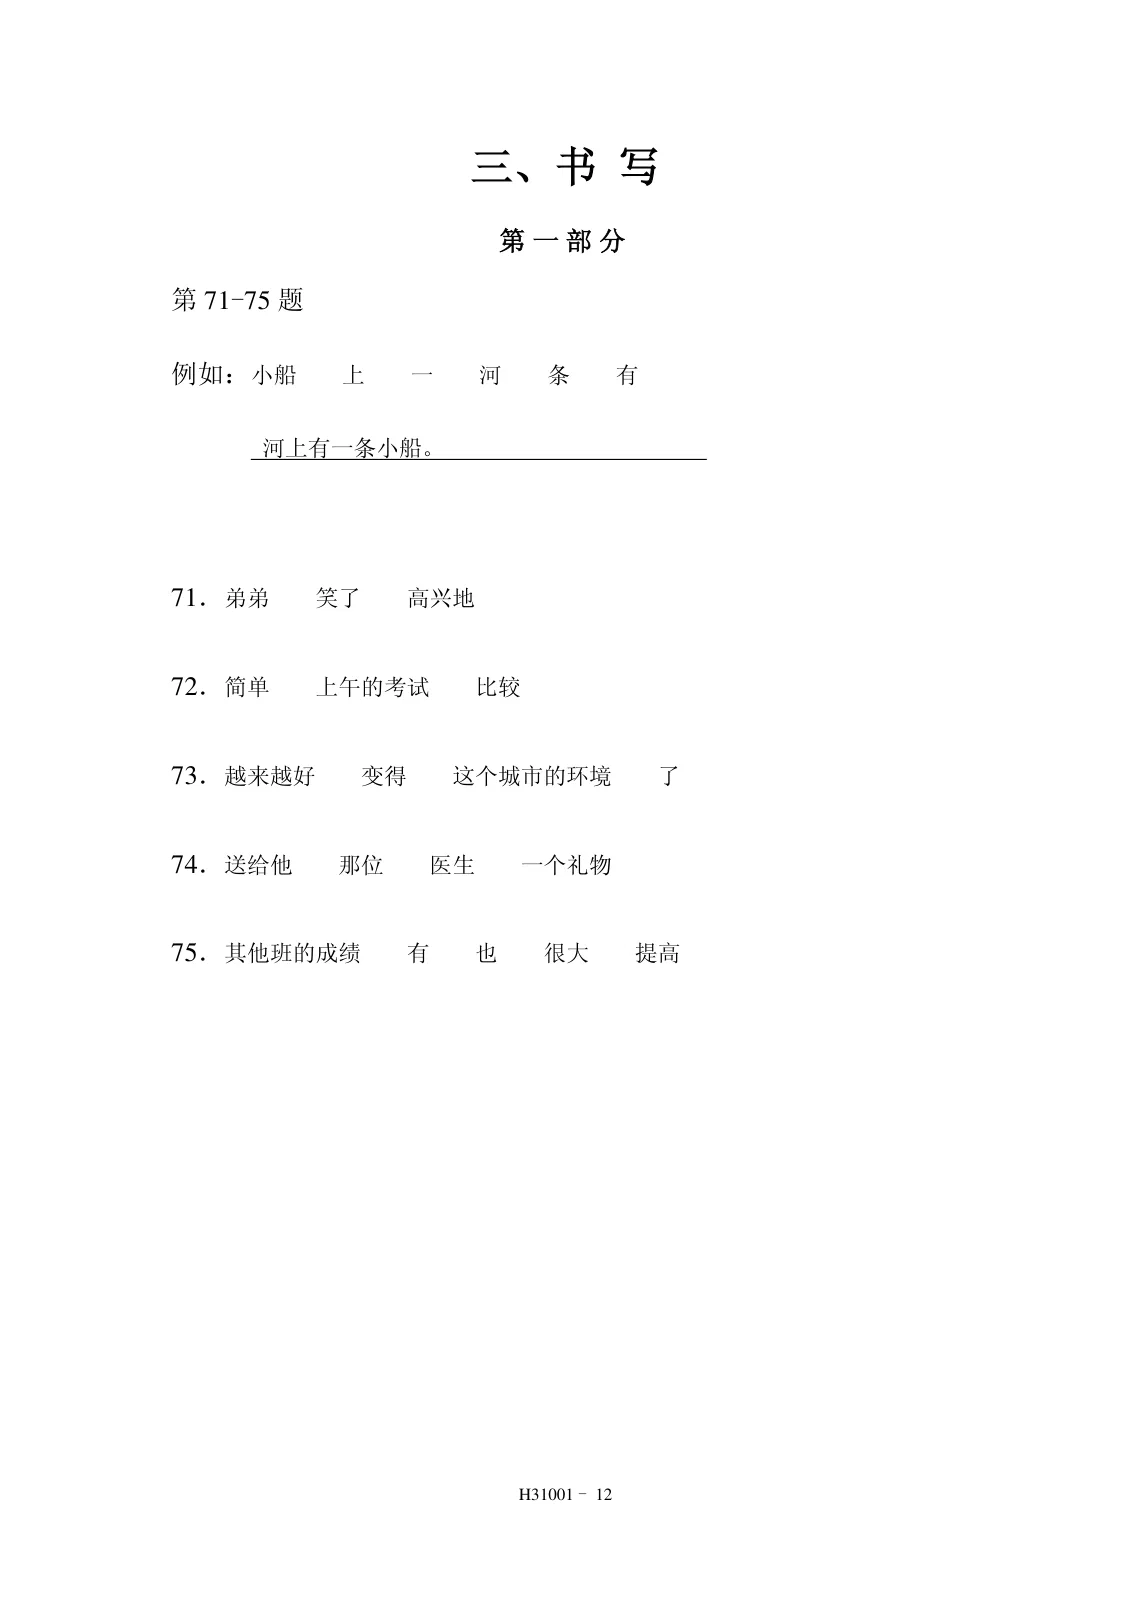 三、书 写
第 一 部 分
第 71-75 题
例如：小船 上 一 河 条 有
河上有一条小船。
71．弟弟 笑了 高兴地
72．简单 上午的考试 比较
73．越来越好 变得 这个城市的环境 了
74．送给他 那位 医生 一个礼物
75．其他班的成绩 有 也 很大 提高
H31001﹣ 12